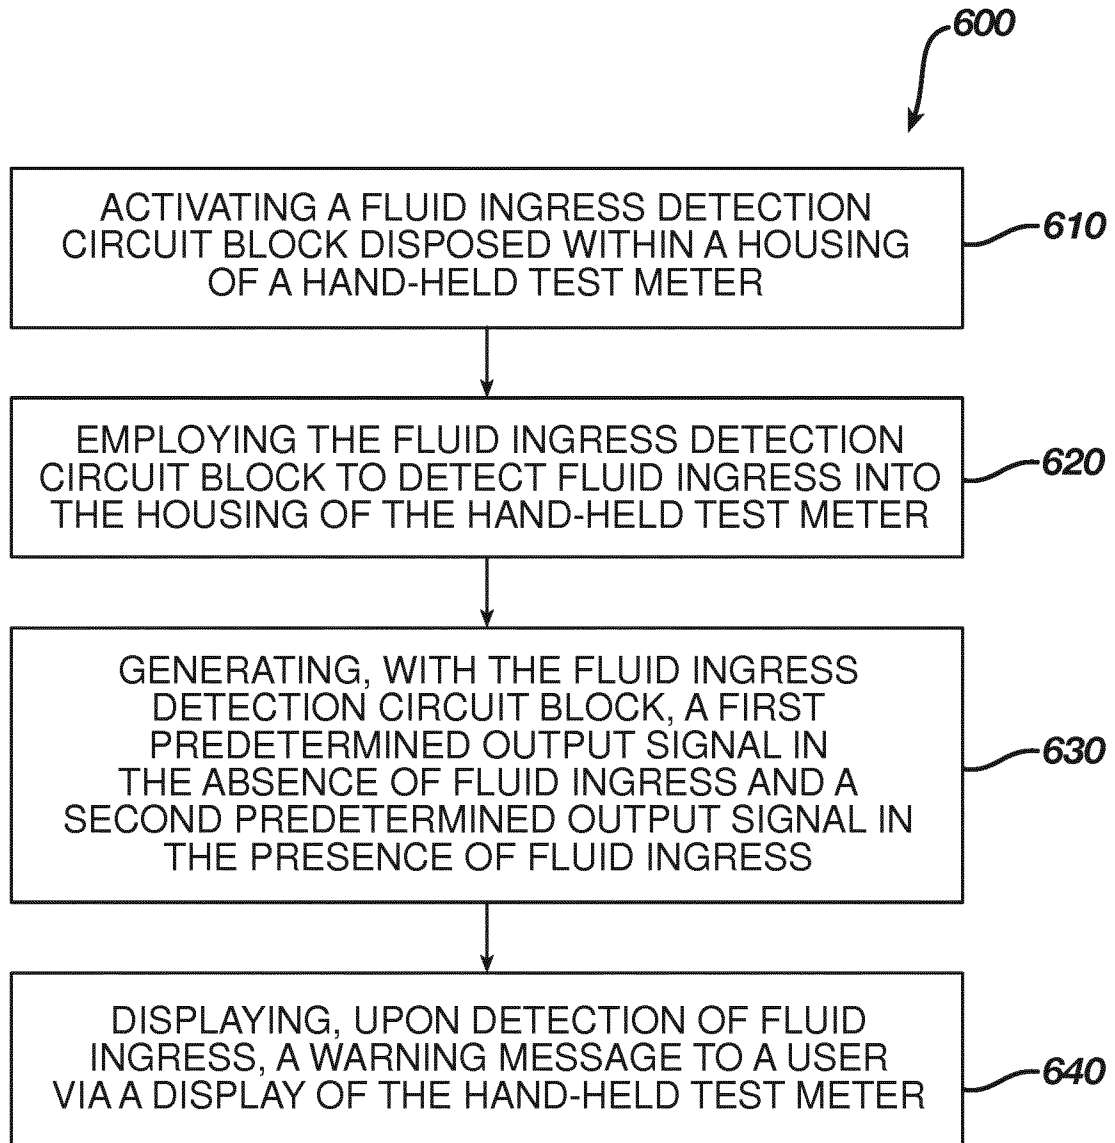 600
ACTIVATING A FLUID INGRESS DETECTION
CIRCUIT BLOCK DISPOSED WITHIN A HOUSING
OF A HAND-HELD TEST METER
610
EMPLOYING THE FLUID INGRESS DETECTION
CIRCUIT BLOCK TO DETECT FLUID INGRESS INTO
THE HOUSING OF THE HAND-HELD TEST METER
620
GENERATING, WITH THE FLUID INGRESS
DETECTION CIRCUIT BLOCK, A FIRST
PREDETERMINED OUTPUT SIGNAL IN
THE ABSENCE OF FLUID INGRESS AND A
SECOND PREDETERMINED OUTPUT SIGNAL IN
THE PRESENCE OF FLUID INGRESS
630
DISPLAYING, UPON DETECTION OF FLUID
INGRESS, A WARNING MESSAGE TO A USER
VIA A DISPLAY OF THE HAND-HELD TEST METER
640